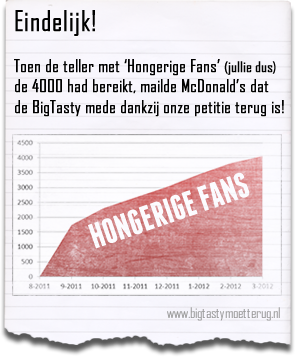 Eindelijk!
Toen de teller met 'Hongerige Fans' (jullie dus)
de 4000 had bereikt, mailde McDonald's dat
de BigTasty mede dankzij onze petitie terug is!
4500
4000
3500
3000
2500
2000
1500
1000
500
0
HONGERIGE FANS
8-2011 9-2011 10-2011 11-2011 12-2011 1-2012 2-2012 3-2012
www.bigtastymoetterug.nl